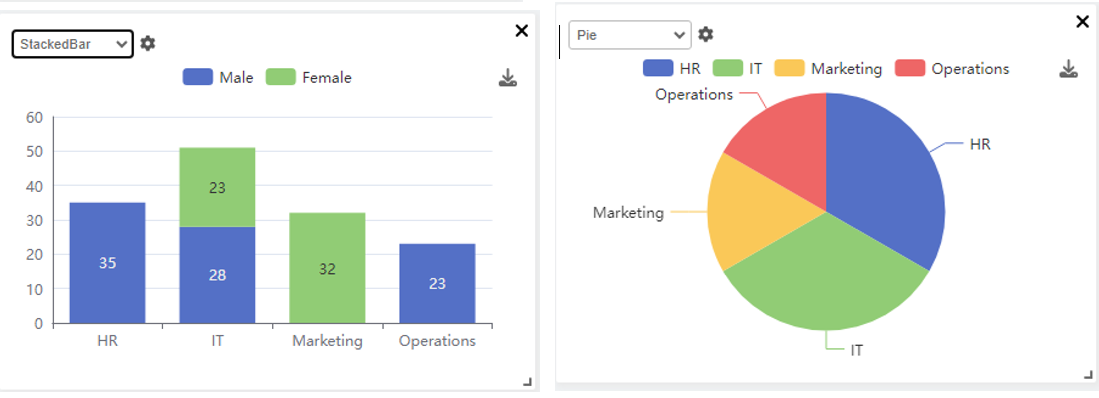 StackedBar
Male Female
60
50
40
30
20
10
0
23
35
28
32
23
HR IT Marketing Operations
Pie
HR IT Marketing Operations
Operations
HR
Marketing
IT